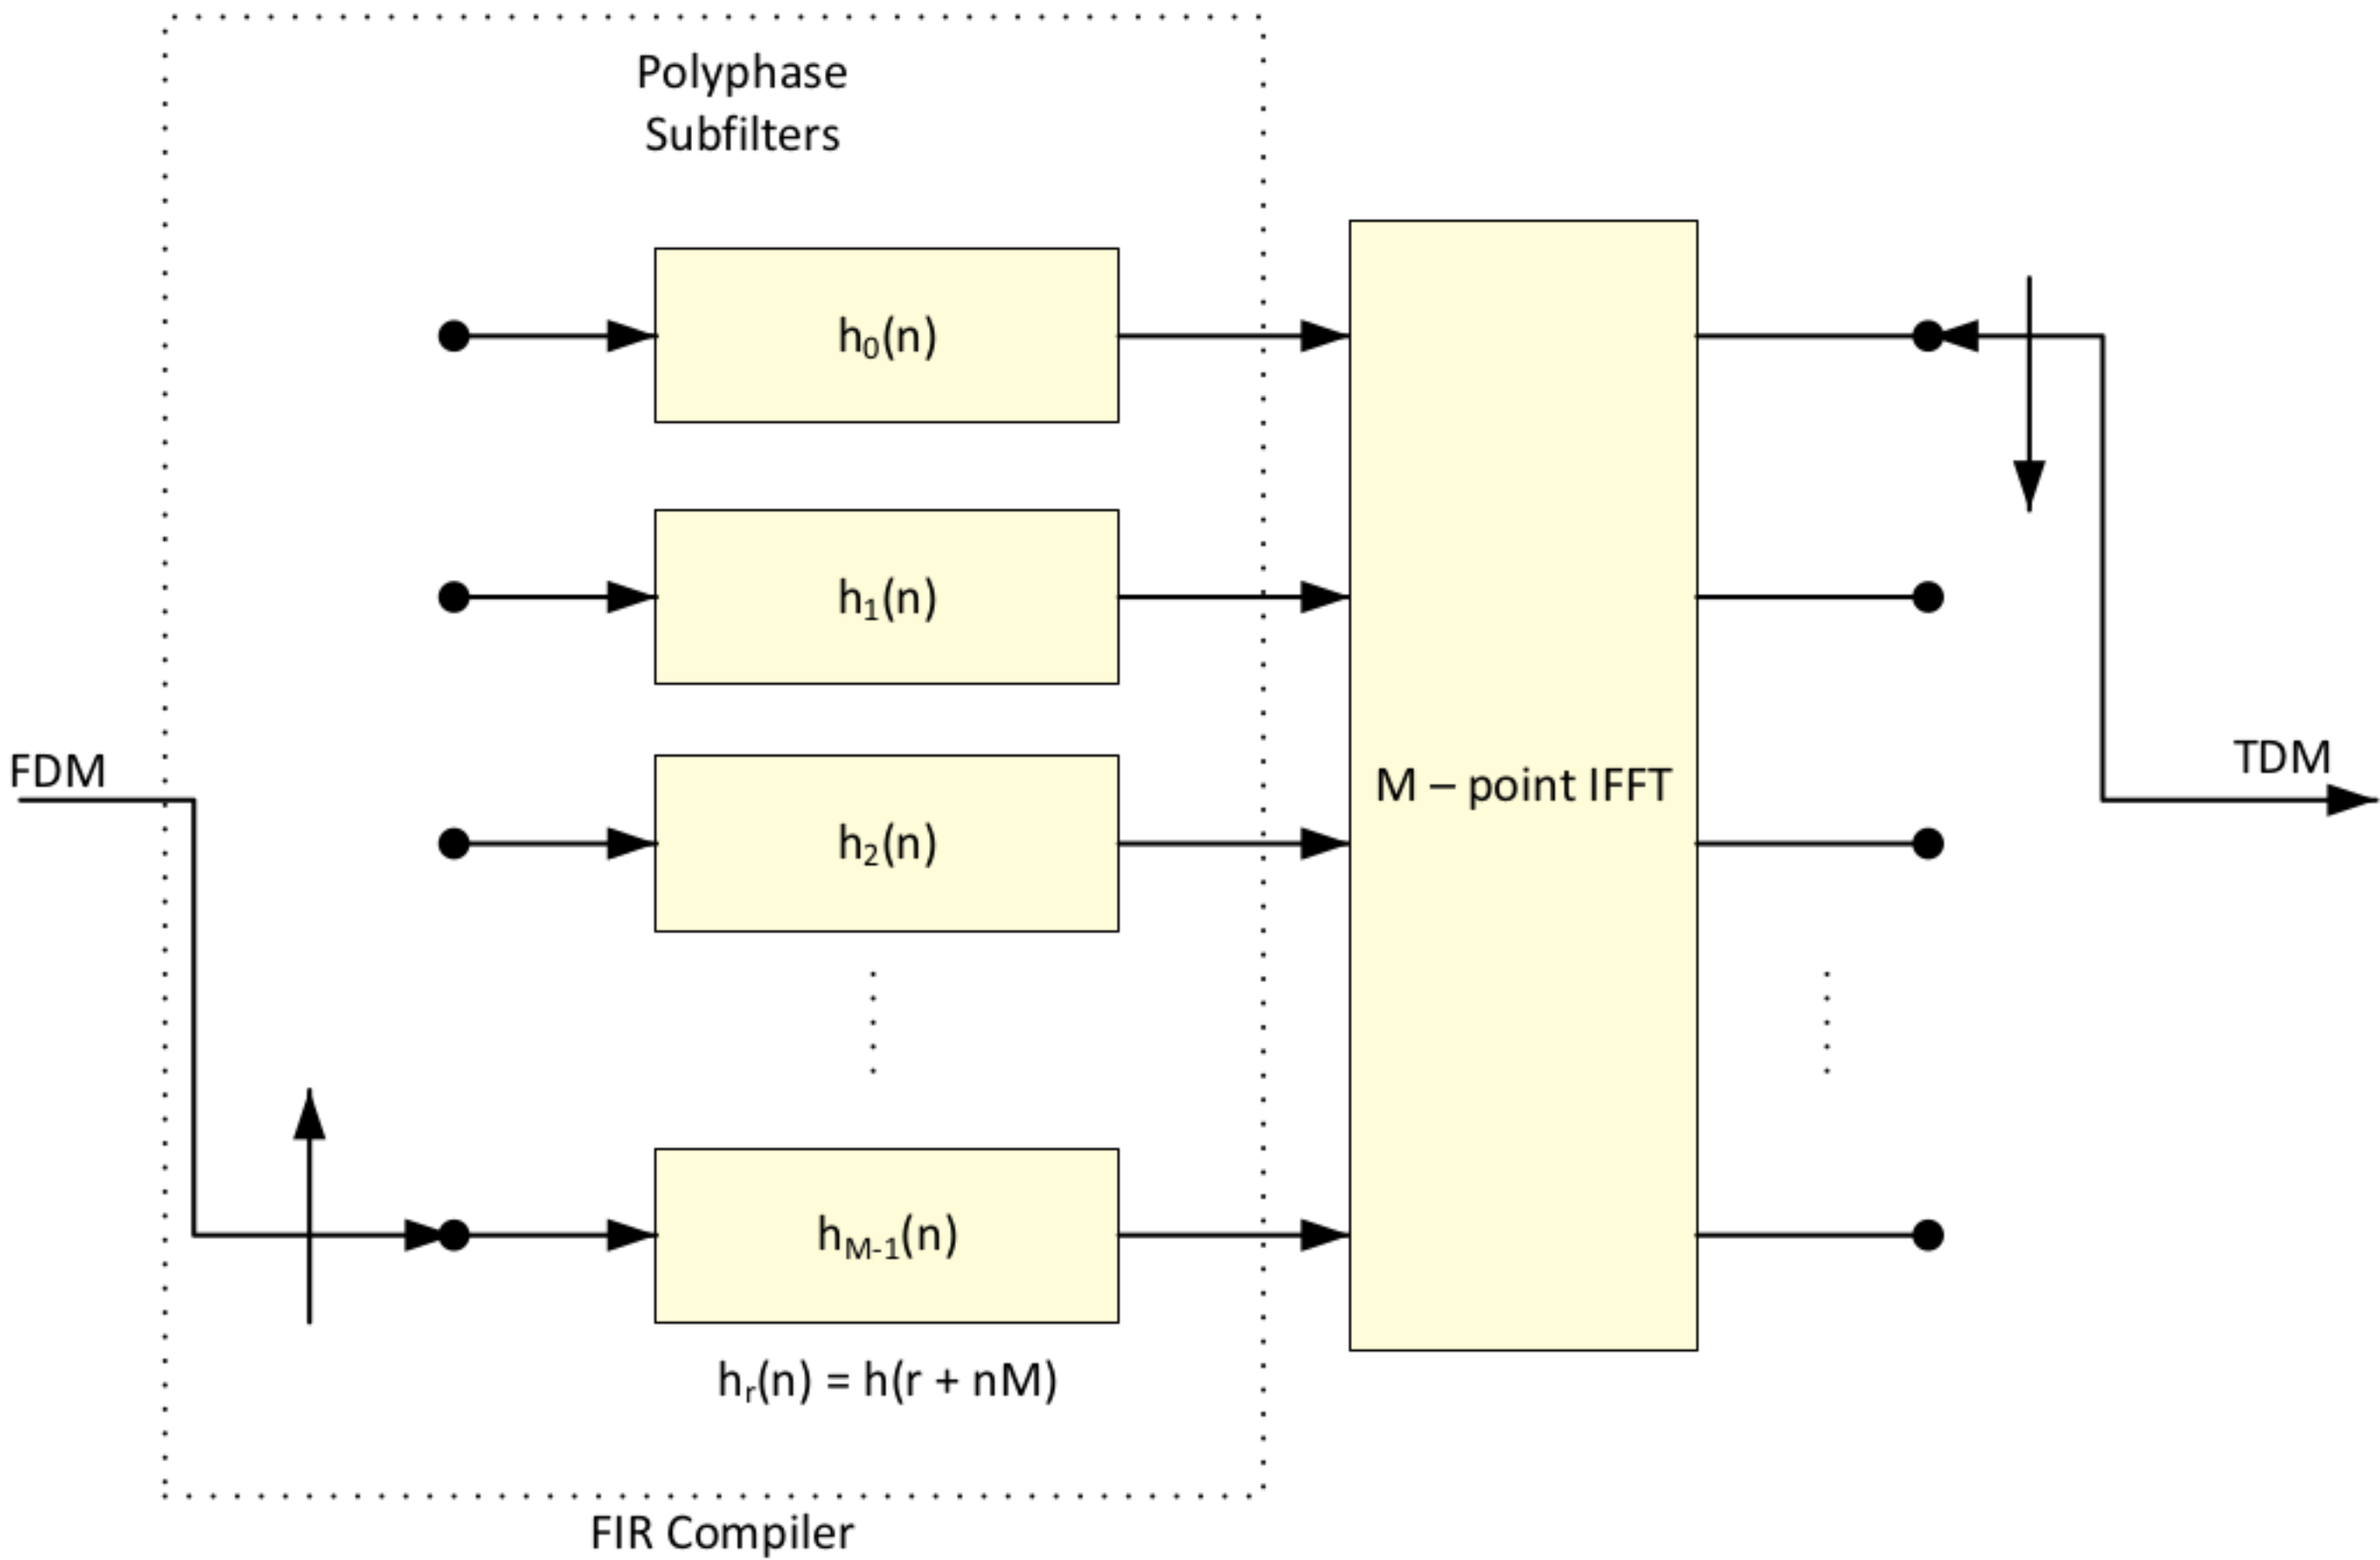 Polyphase
Subfilters
h₀(n)
h₁(n)
FDM
h₂(n)
M – point IFFT
TDM
hM-1(n)
hᵣ(n) = h(r + nM)
FIR Compiler